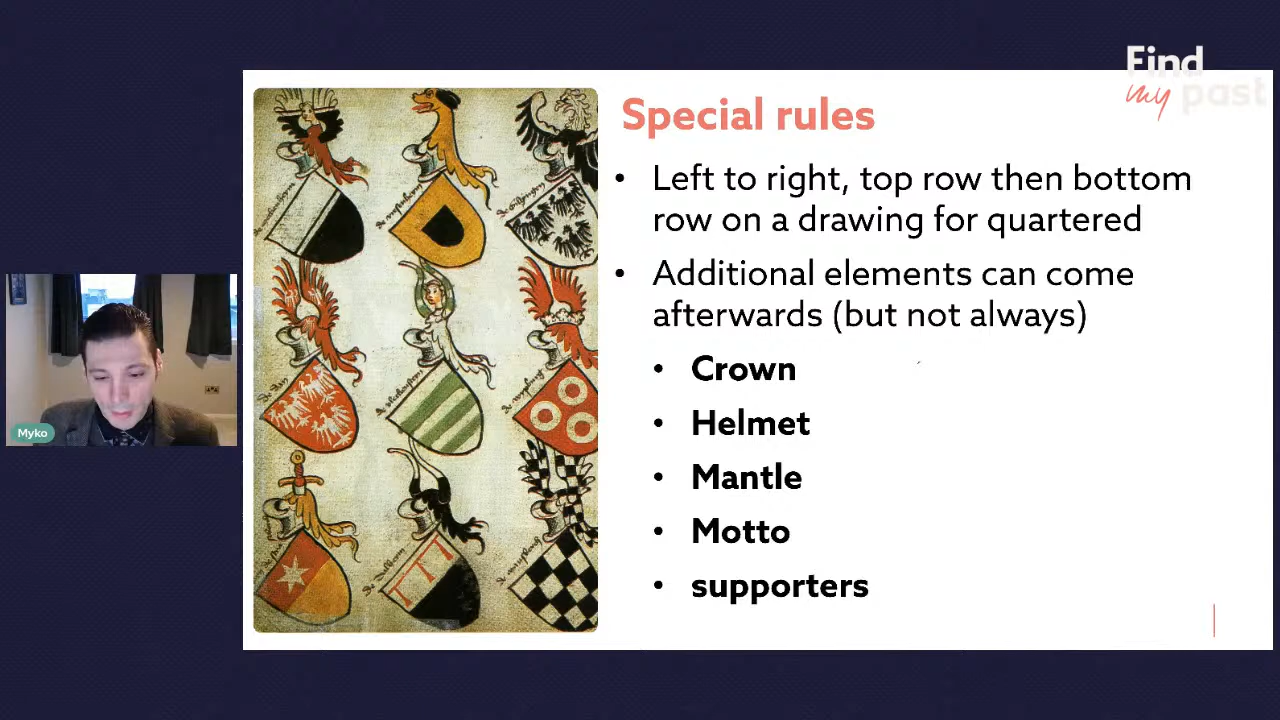 Find
my past
Special rules
• Left to right, top row then bottom
row on a drawing for quartered
• Additional elements can come
afterwards (but not always)
• Crown
• Helmet
• Mantle
• Motto
• supporters
Myko